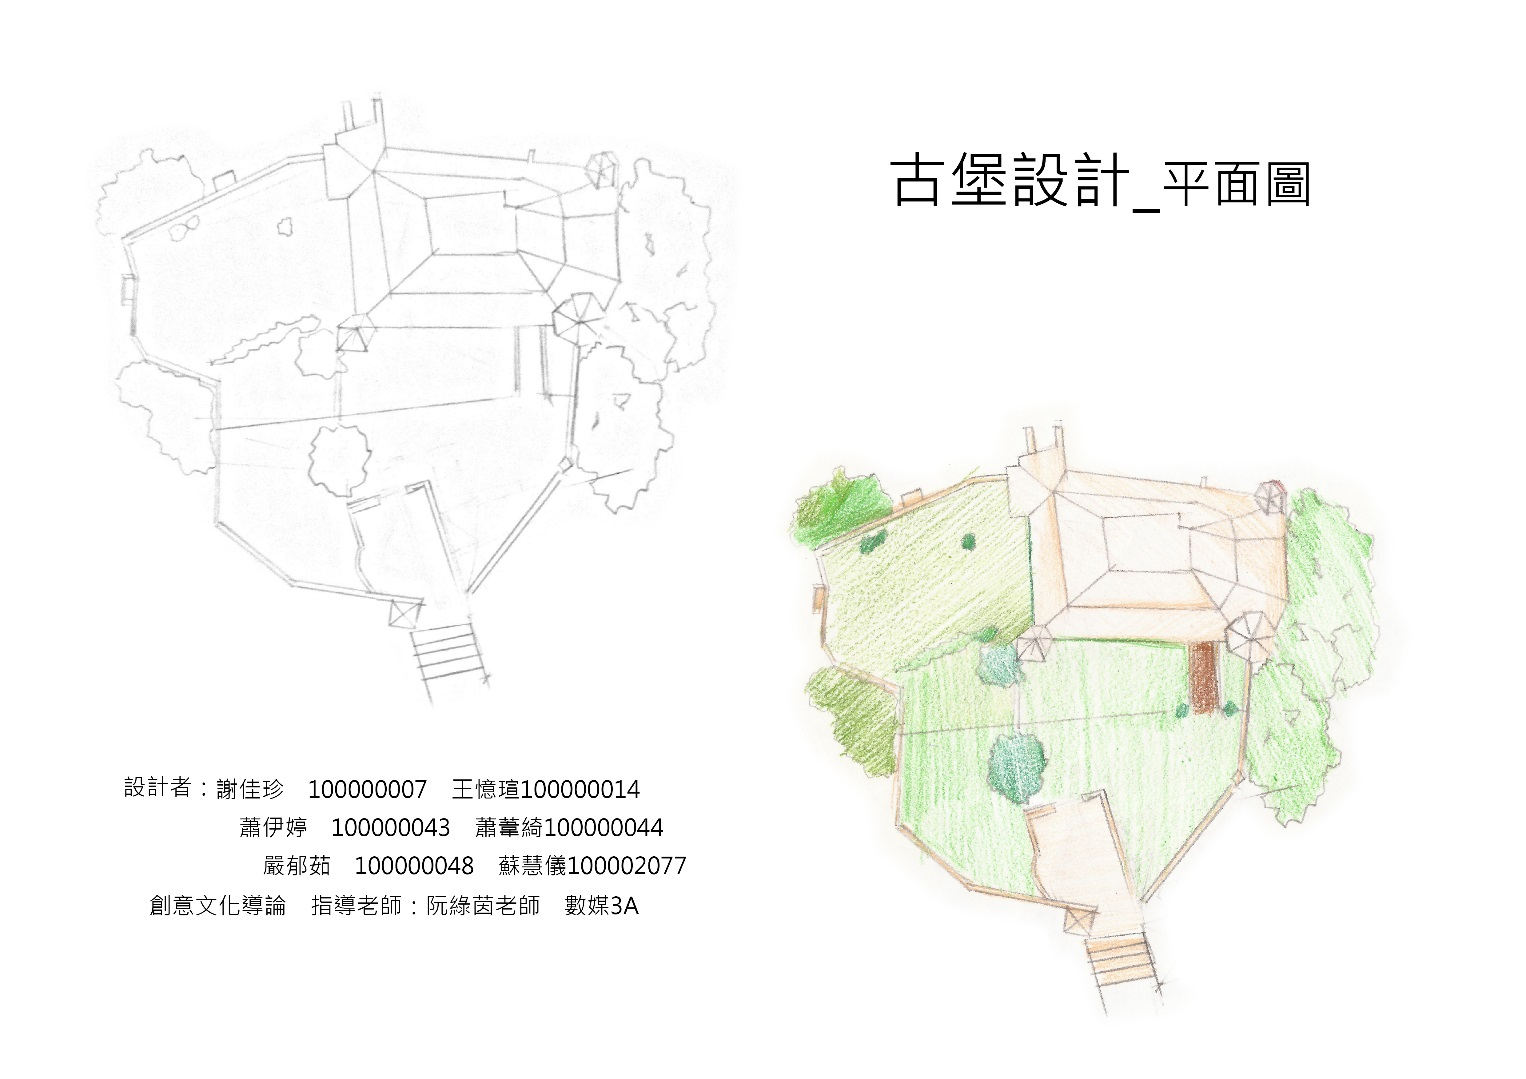 古堡設計_平面圖
設計者：謝佳珍　100000007　王憶瑄100000014
蕭伊婷　100000043　蕭葦綺100000044
嚴郁茹　100000048　蘇慧儀100002077
創意文化導論　指導老師：阮綠茵老師　數媒3A